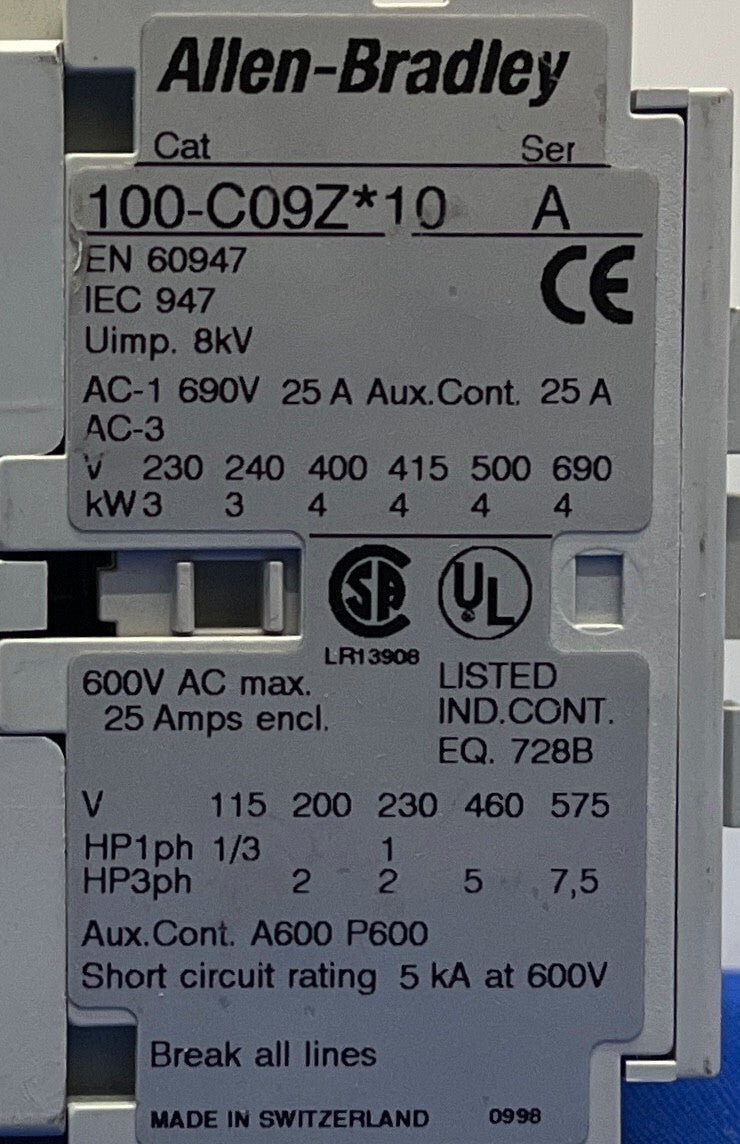 Allen-Bradley
Cat Ser
100-C09Z*10 A
EN 60947
IEC 947
Uimp. 8kV
CE
AC-1 690V 25 A Aux.Cont. 25 A
AC-3
V 230 240 400 415 500 690
kW 3 3 4 4 4 4
SA UL
LR13908
600V AC max.
25 Amps encl.
LISTED
IND.CONT.
EQ. 728B
V 115 200 230 460 575
HP1ph 1/3 1
HP3ph 2 2 5 7,5
Aux.Cont. A600 P600
Short circuit rating 5 kA at 600V
Break all lines
MADE IN SWITZERLAND 0998